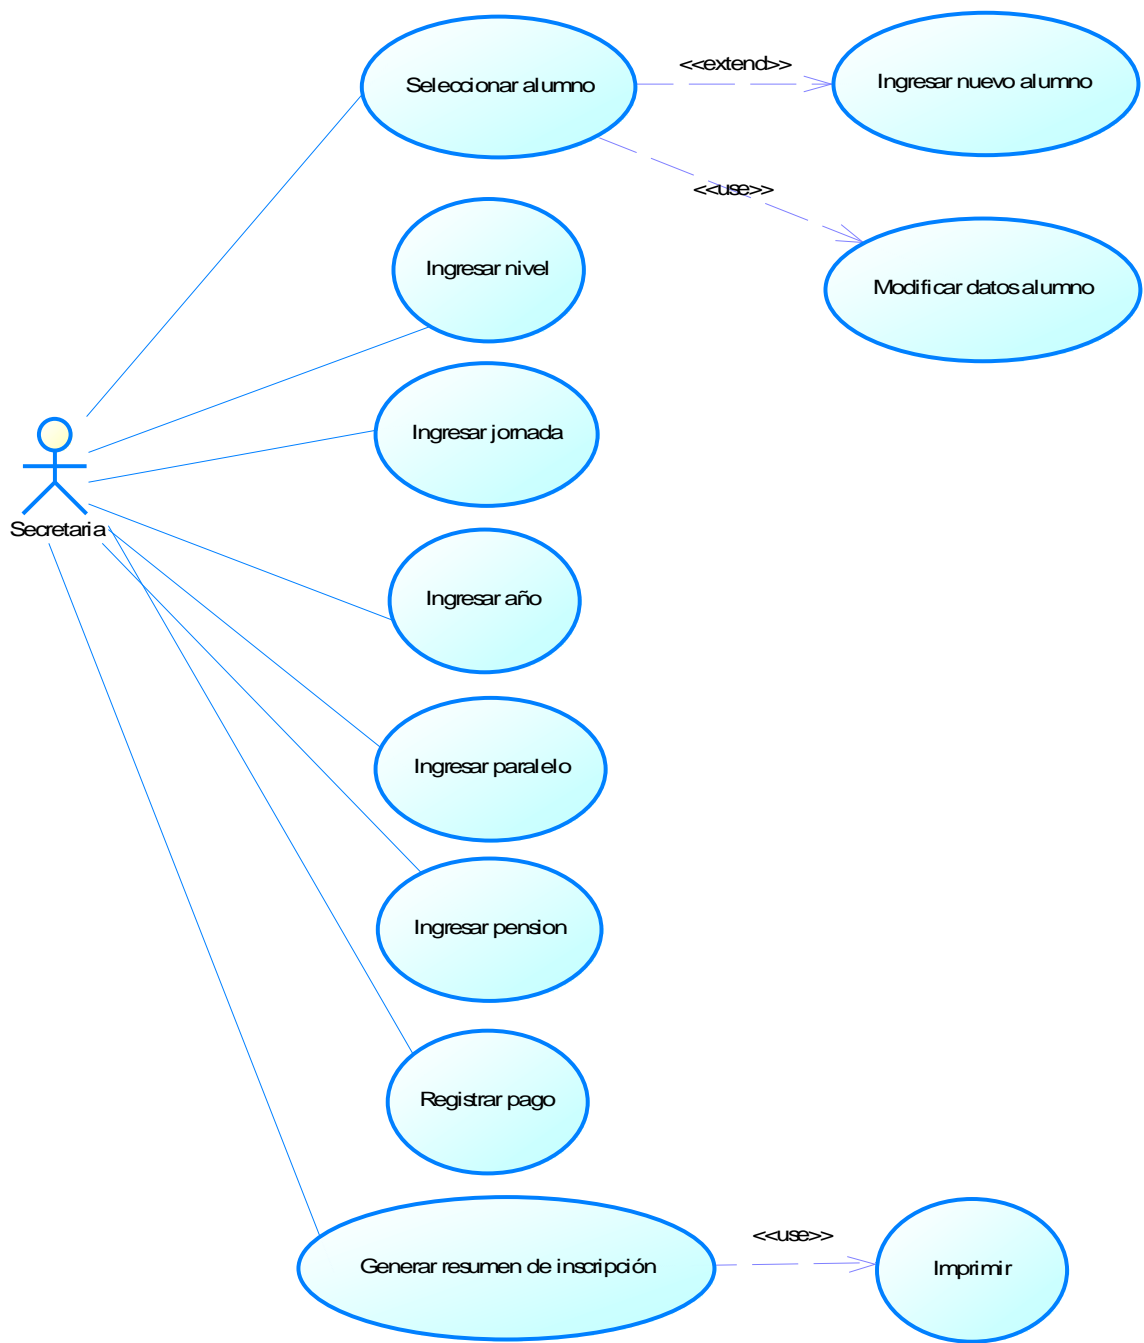 Seleccionar alumno
<<extend>>
Ingresar nuevo alumno
<<use>>
Modificar datos alumno
Ingresar nivel
Ingresar jornada
Secretaria
Ingresar año
Ingresar paralelo
Ingresar pension
Registrar pago
Generar resumen de inscripción
<<use>>
Imprimir